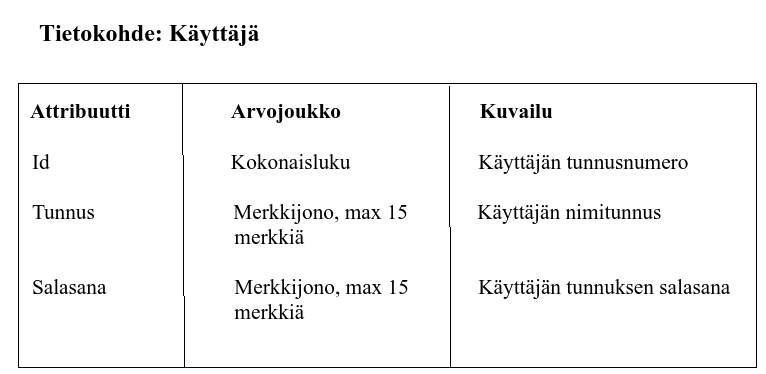 Tietokohde: Käyttäjä
Attribuutti Arvojoukko Kuvailu
Id Kokonaisluku Käyttäjän tunnusnumero
Tunnus Merkkijono, max 15 Käyttäjän nimitunnus
merkkiä
Salasana Merkkijono, max 15 Käyttäjän tunnuksen salasana
merkkiä